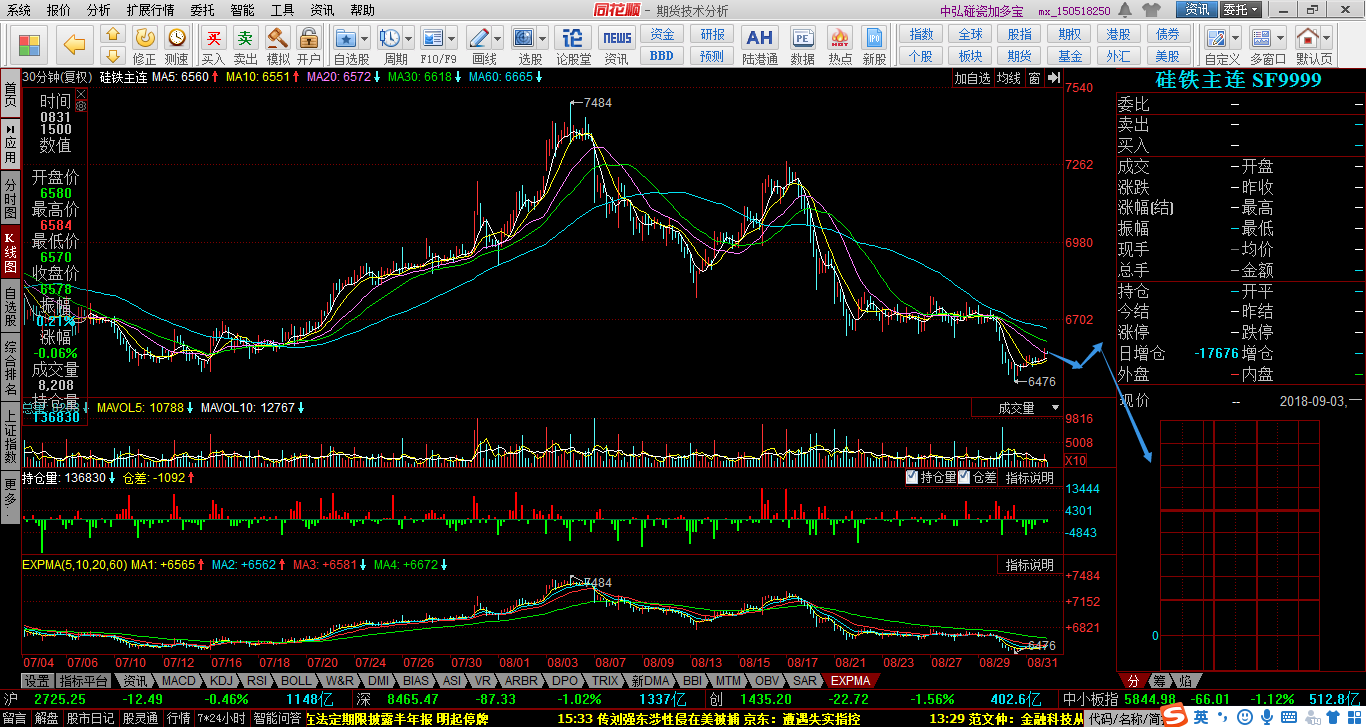 系统 报价 分析 扩展行情 委托 智能 工具 资讯 帮助 同花顺 - 期货技术分析 中弘碰瓷加多宝 mx_150518250 资讯 委托
修正 测速 买 买入 卖 卖出 模拟 开户 自选股 周期 F10/F9 画线 选股 论 论股堂 NEWS 资讯 资金 BBD 研报 预测 AH 陆港通 PE 数据 HOT 热点 IPO 新股 指数 个股 全球 板块 股指 期货 期权 基金 港股 外汇 债券 美股 自定义 多窗口 默认页
30分钟(复权) 硅铁主连 MA5: 6560 MA10: 6551 MA20: 6572 MA30: 6618 MA60: 6665 加自选 均线 窗
硅铁主连 SF9999
首页
应用
分时图
K线图
自选股
综合排名
上证指数
更多
时间
0831
1500
数值
开盘价
6580
最高价
6584
最低价
6570
收盘价
6578
振幅
0.21%
涨幅
-0.06%
成交量
8,208
持仓量
136830
7484
6476
7540
7262
6980
6702
MAVOL5: 10788 MAVOL10: 12767 成交量
9816
5008
X10
持仓量: 136830 仓差: -1092 持仓量 仓差 指标说明
13444
4301
-4843
EXPMA(5,10,20,60) MA1: +6565 MA2: +6562 MA3: +6581 MA4: +6672 指标说明
7484
6476
+7484
+7152
+6821
07/04 07/06 07/10 07/12 07/16 07/18 07/20 07/24 07/26 07/30 08/01 08/03 08/07 08/09 08/13 08/15 08/17 08/21 08/23 08/27 08/29 08/31
设置 指标平台 资讯 MACD KDJ RSI BOLL W&R DMI BIAS ASI VR ARBR DPO TRIX 新DMA BBI MTM OBV SAR EXPMA
委比 –
卖出 – –
买入 – –
成交 – 开盘 –
涨跌 – 昨收 –
涨幅(结) – 最高 –
振幅 – 最低 –
现手 – 均价 –
总手 – 金额 –
持仓 – 开平 –
今结 – 昨结 –
涨停 – 跌停 –
日增仓 -17676 增仓 –
外盘 – 内盘 –
现价 -- 2018-09-03,一
0
分 筹 焰
沪 2725.25 -12.49 -0.46% 1148亿 深 8465.47 -87.33 -1.02% 1337亿 创 1435.20 -22.72 -1.56% 402.6亿 中小板指 5844.98 -66.01 -1.12% 512.8亿
留言 解盘 股市日记 股灵通 行情 7*24小时 智能问答 在法定期限披露半年报 明起停牌 15:33 传刘强东涉性侵在美被捕 京东：遭遇失实指控 13:29 范文仲：金融科技从 代码/名称/简 S 英